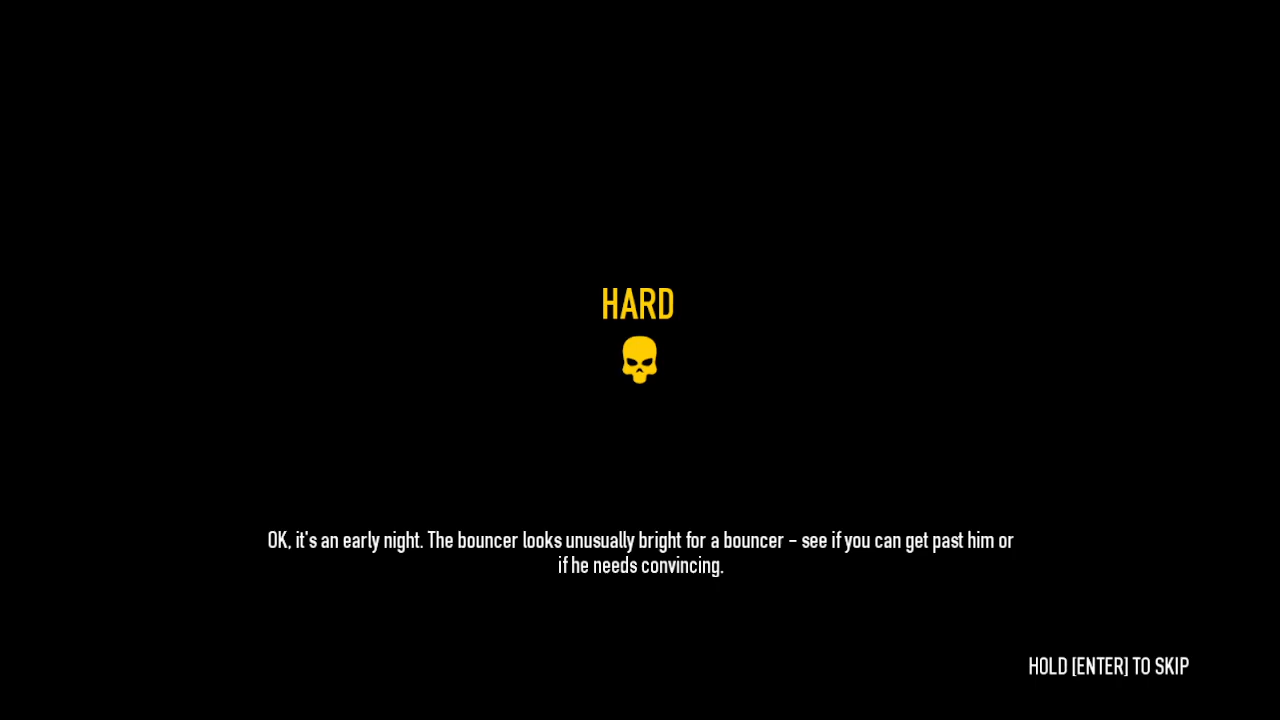 HARD
OK, it's an early night. The bouncer looks unusually bright for a bouncer - see if you can get past him or
if he needs convincing.
HOLD [ENTER] TO SKIP